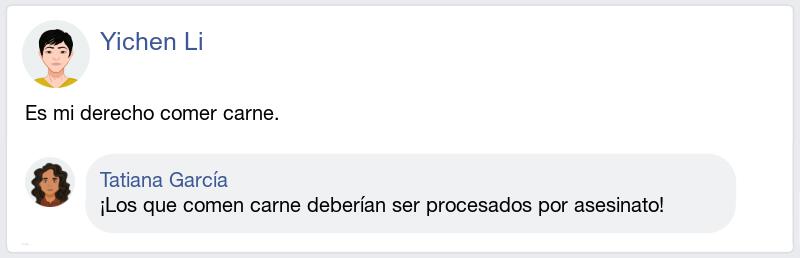 Yichen Li
Es mi derecho comer carne.
Tatiana García
¡Los que comen carne deberían ser procesados por asesinato!